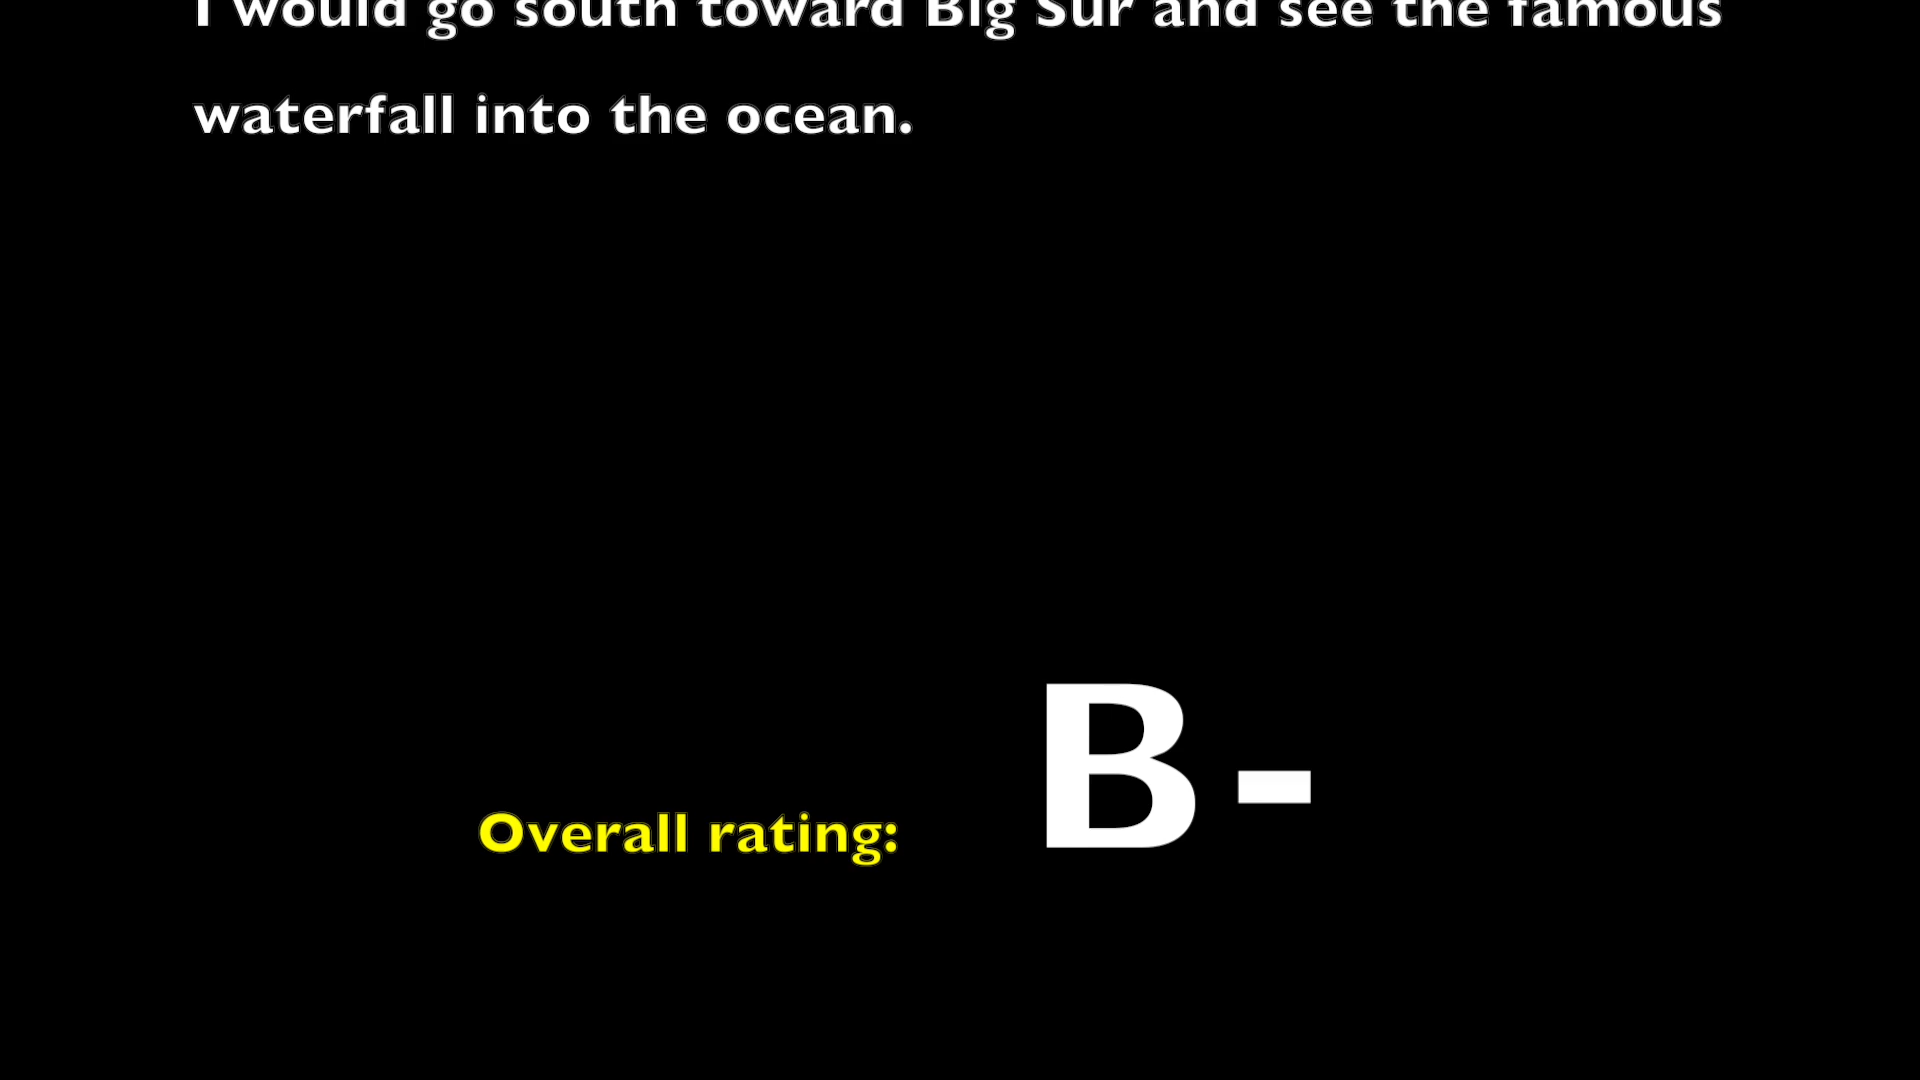 I would go south toward Big Sur and see the famous
waterfall into the ocean.
Overall rating: B-